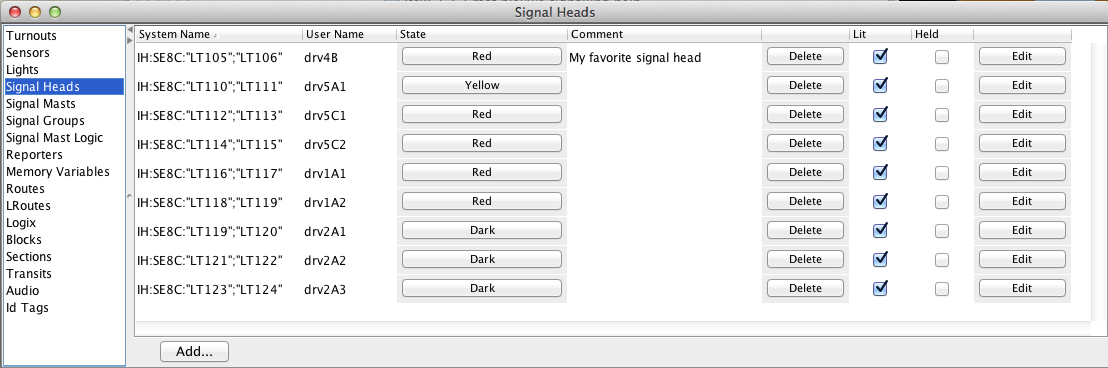 Signal Heads
Turnouts
Sensors
Lights
Signal Heads
Signal Masts
Signal Groups
Signal Mast Logic
Reporters
Memory Variables
Routes
LRoutes
Logix
Blocks
Sections
Transits
Audio
Id Tags
System Name User Name State Comment Lit Held
IH:SE8C:"LT105";"LT106" drv4B Red My favorite signal head Delete Edit
IH:SE8C:"LT110";"LT111" drv5A1 Yellow Delete Edit
IH:SE8C:"LT112";"LT113" drv5C1 Red Delete Edit
IH:SE8C:"LT114";"LT115" drv5C2 Red Delete Edit
IH:SE8C:"LT116";"LT117" drv1A1 Red Delete Edit
IH:SE8C:"LT118";"LT119" drv1A2 Red Delete Edit
IH:SE8C:"LT119";"LT120" drv2A1 Dark Delete Edit
IH:SE8C:"LT121";"LT122" drv2A2 Dark Delete Edit
IH:SE8C:"LT123";"LT124" drv2A3 Dark Delete Edit
Add...